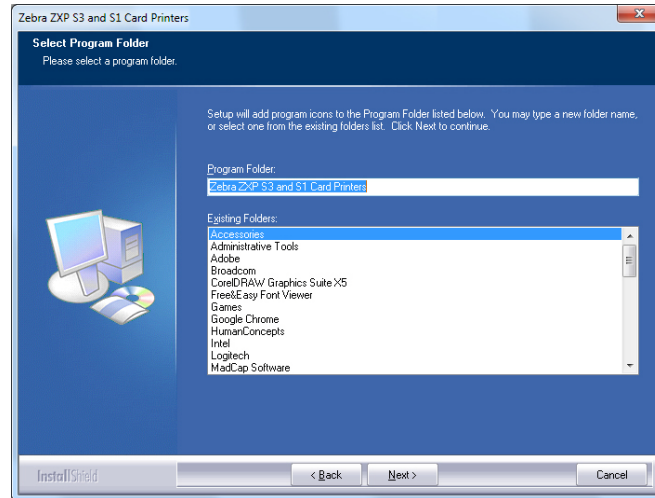 Zebra ZXP S3 and S1 Card Printers
Select Program Folder
Please select a program folder.
Setup will add program icons to the Program Folder listed below. You may type a new folder name,
or select one from the existing folders list. Click Next to continue.
Program Folder:
Zebra ZXP S3 and S1 Card Printers
Existing Folders:
Accessories
Administrative Tools
Adobe
Broadcom
CorelDRAW Graphics Suite X5
Free&Easy Font Viewer
Games
Google Chrome
HumanConcepts
Intel
Logitech
MadCap Software
InstallShield
< Back
Next >
Cancel